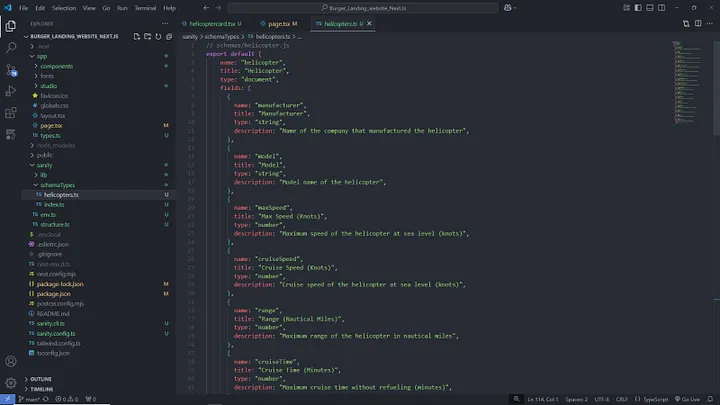 File Edit Selection View Go Run Terminal Help
Burger_Landing_website_Next.JS
EXPLORER
BURGER_LANDING_WEBSITE_NEXT.JS
.next
app
components
fonts
studio
favicon.ico
globals.css
layout.tsx
page.tsx M
types.ts U
node_modules
public
sanity
lib
schemaTypes
helicopters.ts U
index.ts U
env.ts U
structure.ts U
.env.local
.eslintrc.json
.gitignore
next-env.d.ts
next.config.mjs
package-lock.json M
package.json M
postcss.config.mjs
README.md
sanity.cli.ts U
sanity.config.ts U
tailwind.config.ts
tsconfig.json
OUTLINE
TIMELINE
helicoptercard.tsx U
page.tsx M
helicopters.ts U
sanity > schemaTypes > helicopters.ts > ...
// schemas/helicopter.js
export default {
name: "helicopter",
title: "Helicopter",
type: "document",
fields: [
{
name: "manufacturer",
title: "Manufacturer",
type: "string",
description: "Name of the company that manufactured the helicopter",
},
{
name: "model",
title: "Model",
type: "string",
description: "Model name of the helicopter",
},
{
name: "maxSpeed",
title: "Max Speed (Knots)",
type: "number",
description: "Maximum speed of the helicopter at sea level (knots)",
},
{
name: "cruiseSpeed",
title: "Cruise Speed (Knots)",
type: "number",
description: "Cruise speed of the helicopter at sea level (knots)",
},
{
name: "range",
title: "Range (Nautical Miles)",
type: "number",
description: "Maximum range of the helicopter in nautical miles",
},
{
name: "cruiseTime",
title: "Cruise Time (Minutes)",
type: "number",
description: "Maximum cruise time without refueling (minutes)",
main* 0 0 0 Ln 114, Col 1 Spaces: 2 UTF-8 CRLF TypeScript Go Live